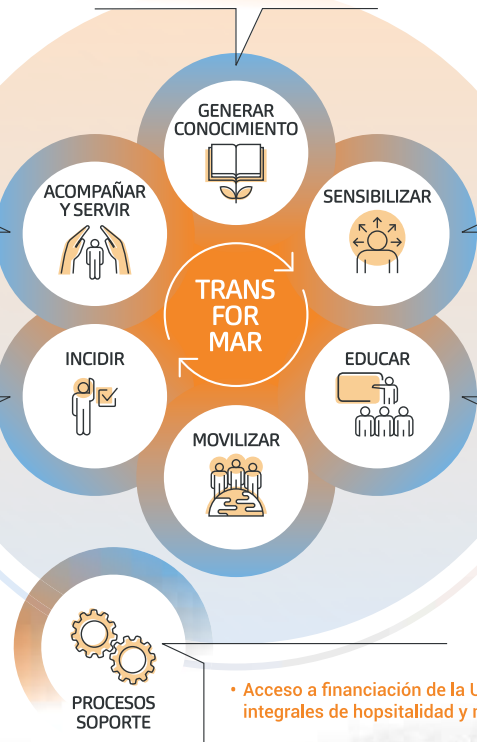 GENERAR
CONOCIMIENTO
ACOMPAÑAR
Y SERVIR
SENSIBILIZAR
TRANS
FOR
MAR
INCIDIR
EDUCAR
MOVILIZAR
PROCESOS
SOPORTE
• Acceso a financiación de la
integrales de hopsitalidad y